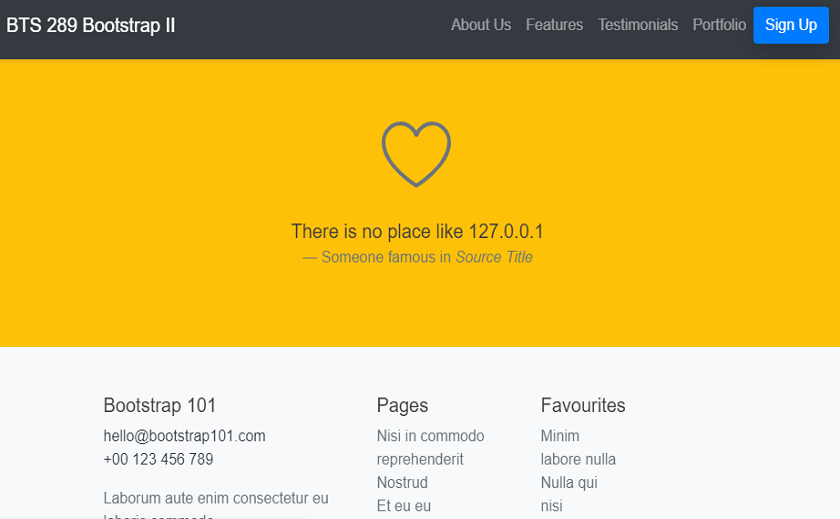 BTS 289 Bootstrap II
About Us Features Testimonials Portfolio Sign Up
There is no place like 127.0.0.1
— Someone famous in Source Title
Bootstrap 101
hello@bootstrap101.com
+00 123 456 789
Laborum aute enim consectetur eu
laboris commodo
Pages
Nisi in commodo
reprehenderit
Nostrud
Et eu eu
Favourites
Minim
labore nulla
Nulla qui
nisi